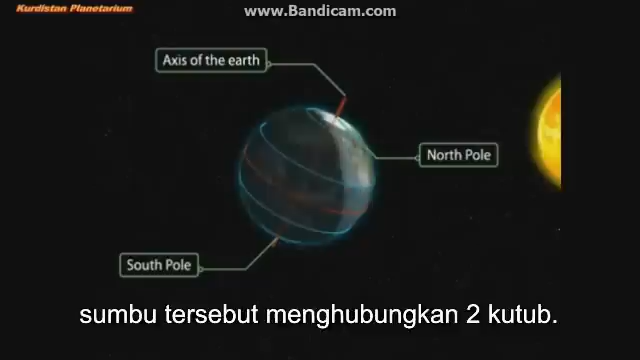 Kurdistan Planetarium
www.Bandicam.com
Axis of the earth
North Pole
South Pole
sumbu tersebut menghubungkan 2 kutub.